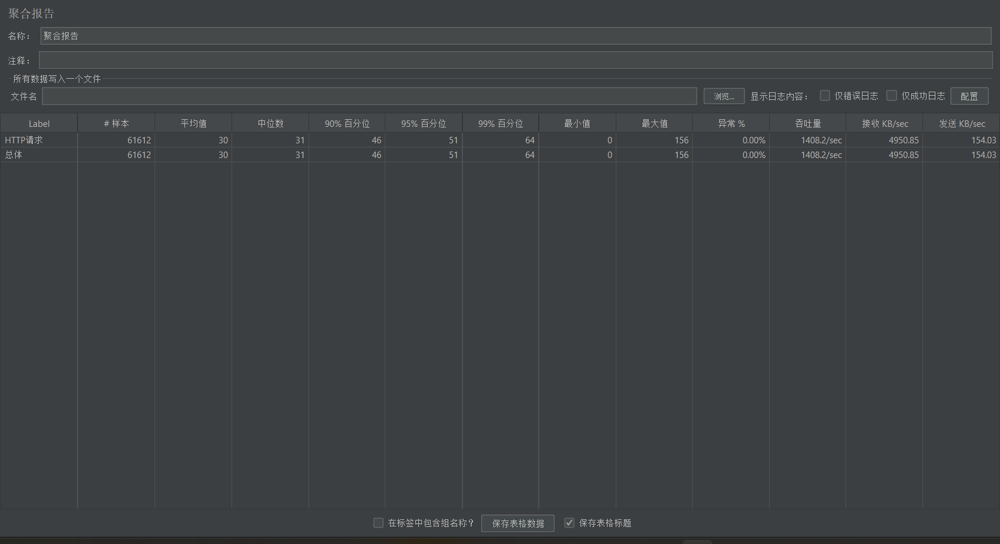 聚合报告
名称： 聚合报告
注释：
所有数据写入一个文件
文件名 浏览... 显示日志内容： 仅错误日志 仅成功日志 配置
Label # 样本 平均值 中位数 90% 百分位 95% 百分位 99% 百分位 最小值 最大值 异常 % 吞吐量 接收 KB/sec 发送 KB/sec
HTTP请求 61612 30 31 46 51 64 0 156 0.00% 1408.2/sec 4950.85 154.03
总体 61612 30 31 46 51 64 0 156 0.00% 1408.2/sec 4950.85 154.03
在标签中包含组名称？ 保存表格数据 保存表格标题